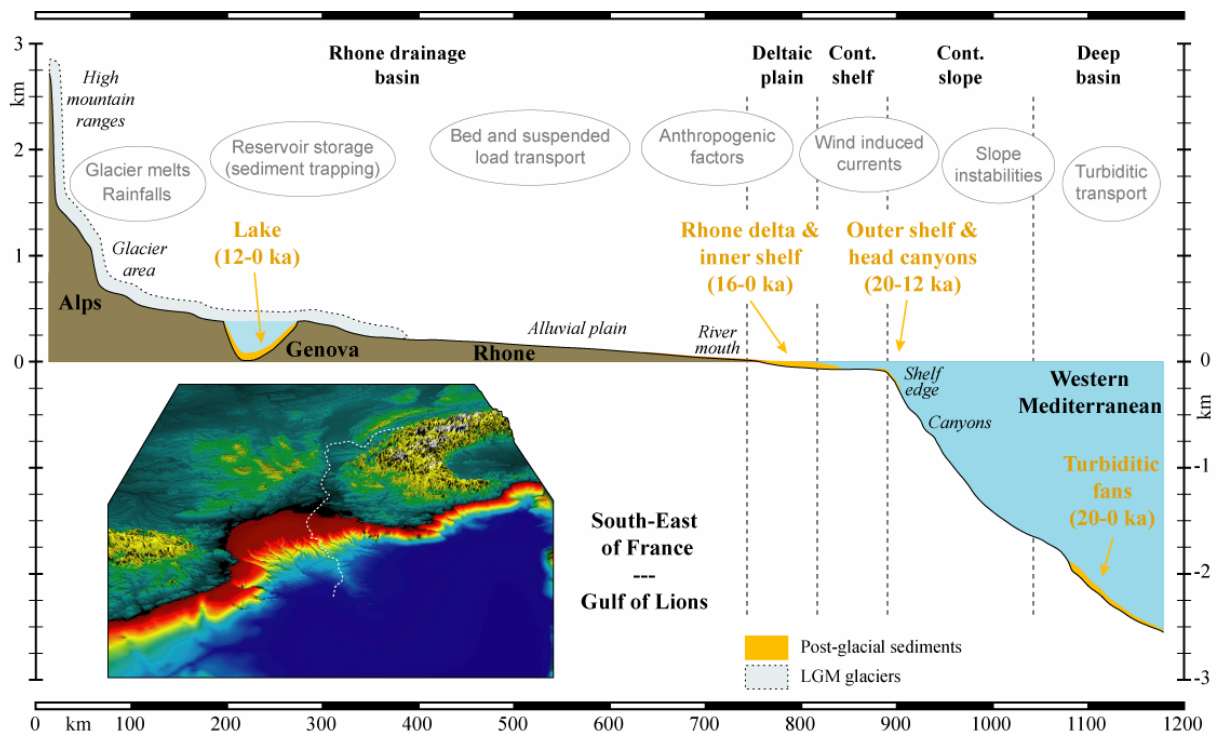 Rhone drainage
basin
Deltaic
plain
Cont.
shelf
Cont.
slope
Deep
basin
3
2
1
0
km
High
mountain
ranges
Glacier melts
Rainfalls
Reservoir storage
(sediment trapping)
Bed and suspended
load transport
Anthropogenic
factors
Wind induced
currents
Slope
instabilities
Turbiditic
transport
Glacier
area
Lake
(12-0 ka)
Rhone delta &
inner shelf
(16-0 ka)
Outer shelf &
head canyons
(20-12 ka)
Alps
Genova
Rhone
Alluvial plain
River
mouth
Shelf
edge
Canyons
Western
Mediterranean
Turbiditic
fans
(20-0 ka)
0
km
-1
-2
-3
South-East
of France
---
Gulf of Lions
Post-glacial sediments
LGM glaciers
0 km 100 200 300 400 500 600 700 800 900 1000 1100 1200